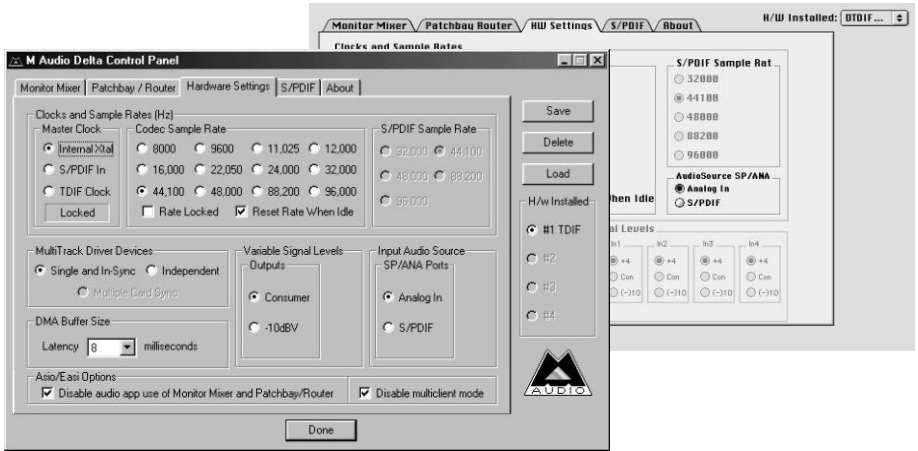 H/W Installed: DTDIF...
Monitor Mixer Patchbay Router HW Settings S/PDIF About
Clocks and Sample Rates
S/PDIF Sample Rat
32000
44100
48000
88200
96000
AudioSource SP/ANA
Analog In
S/PDIF
When Idle
al Levels
In1 In2 In3 In4
+4 +4 +4 +4
Con Con Con Con
(-)10 (-)10 (-)10 (-)10
M Audio Delta Control Panel
Monitor Mixer Patchbay / Router Hardware Settings S/PDIF About
Clocks and Sample Rates (Hz)
Master Clock
Internal Xtal
S/PDIF In
TDIF Clock
Locked
Codec Sample Rate
8000 9600 11,025 12,000
16,000 22,050 24,000 32,000
44,100 48,000 88,200 96,000
Rate Locked Reset Rate When Idle
S/PDIF Sample Rate
32,000 44,100
48,000 88,200
96,000
MultiTrack Driver Devices
Single and In-Sync Independent
Multiple Card Sync
DMA Buffer Size
Latency 8 milliseconds
Variable Signal Levels
Outputs
Consumer
-10dBV
Input Audio Source
SP/ANA Ports
Analog In
S/PDIF
Asio/Easi Options
Disable audio app use of Monitor Mixer and Patchbay/Router Disable multiclient mode
Save
Delete
Load
H/w Installed
#1 TDIF
#2
#3
#4
AUDIO
Done